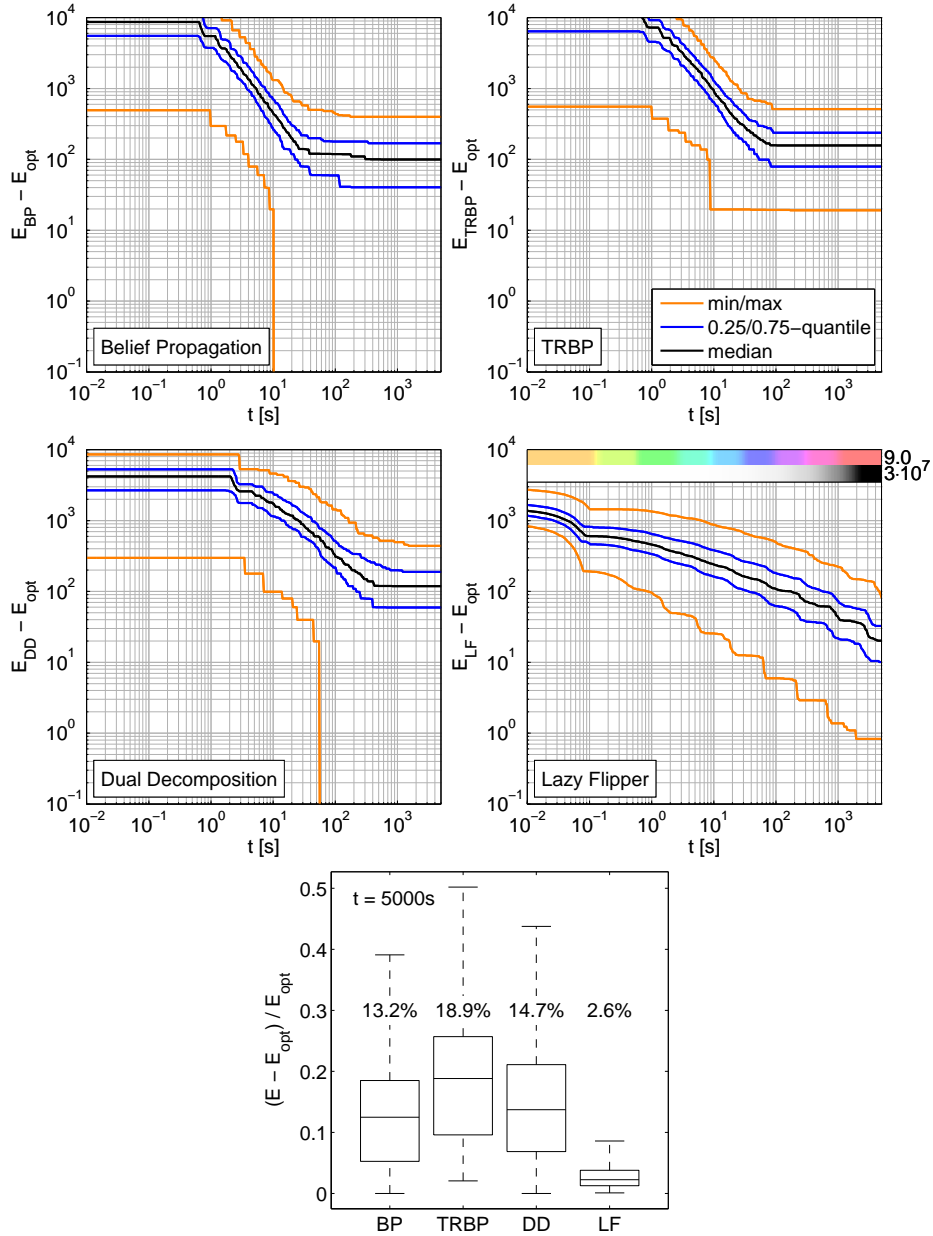 10^4
10^3
10^2
10^1
10^0
10^−1
E_BP − E_opt
Belief Propagation
10^−2 10^−1 10^0 10^1 10^2 10^3
t [s]
10^4
10^3
10^2
10^1
10^0
10^−1
E_TRBP − E_opt
min/max
0.25/0.75−quantile
median
TRBP
10^−2 10^−1 10^0 10^1 10^2 10^3
t [s]
10^4
10^3
10^2
10^1
10^0
10^−1
E_DD − E_opt
Dual Decomposition
10^−2 10^−1 10^0 10^1 10^2 10^3
t [s]
10^4
10^3
10^2
10^1
10^0
10^−1
E_LF − E_opt
9.0
3·10^7
Lazy Flipper
10^−2 10^−1 10^0 10^1 10^2 10^3
t [s]
t = 5000s
0.5
0.4
0.3
0.2
0.1
0
(E − E_opt) / E_opt
13.2% 18.9% 14.7% 2.6%
BP TRBP DD LF